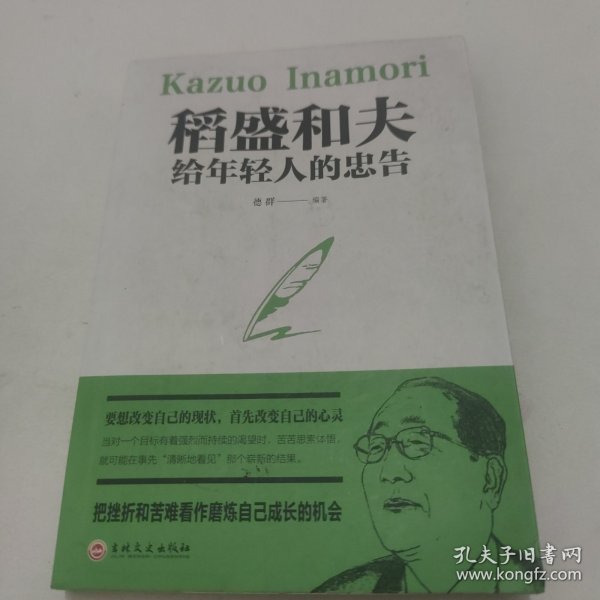 Kazuo Inamori
稻盛和夫
给年轻人的忠告
德群——编著
要想改变自己的现状，首先改变自己的心灵
当对一个目标有着强烈而持续的渴望时，苦苦思索体悟，
就可能在事先“清晰地看见”那个崭新的结果。
把挫折和苦难看作磨炼自己成长的机会
吉林文史出版社
孔夫子旧书网
www.kongfz.com